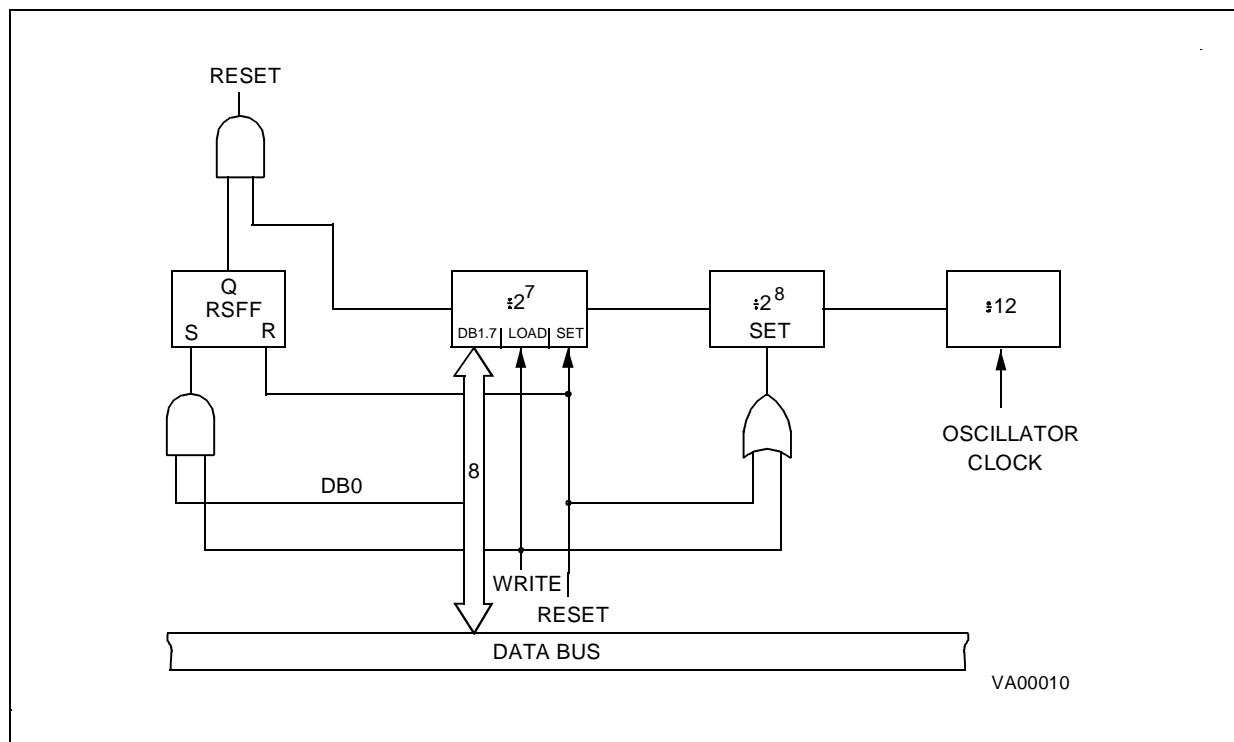 RESET
Q
RSFF
S R
÷2⁷
DB1.7 LOAD SET
÷2⁸
SET
÷12
OSCILLATOR
CLOCK
8
DB0
WRITE
RESET
DATA BUS
VA00010